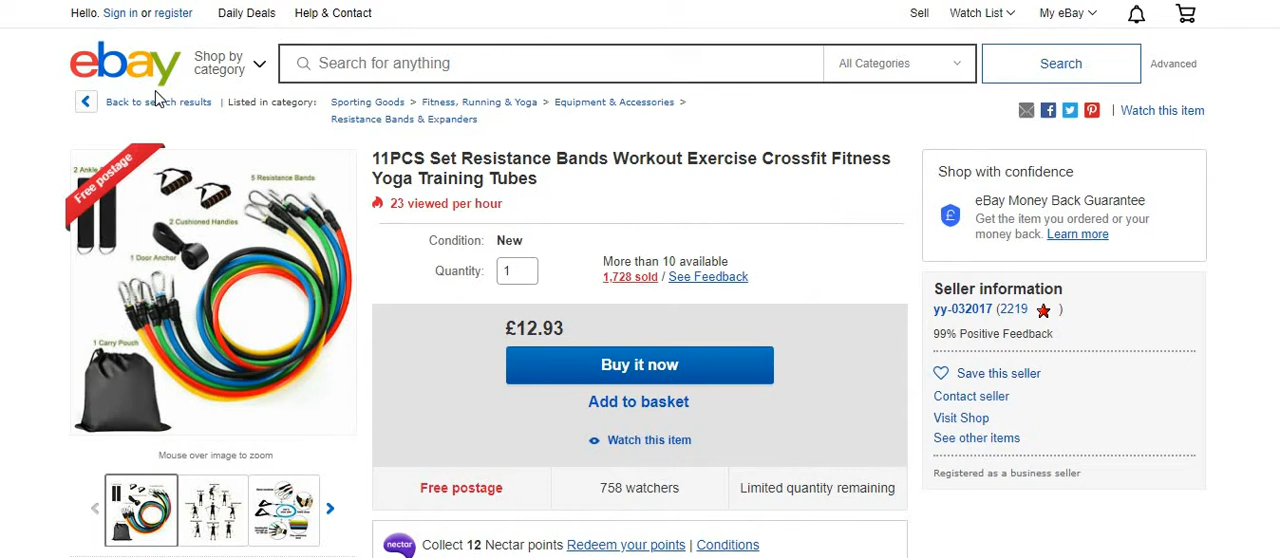 Hello. Sign in or register Daily Deals Help & Contact Sell Watch List My eBay
ebay Shop by category Search for anything All Categories Search Advanced
Back to search results | Listed in category: Sporting Goods > Fitness, Running & Yoga > Equipment & Accessories >
Resistance Bands & Expanders
| Watch this item
Free postage
2 Ankle
5 Resistance Bands
2 Cushioned Handles
1 Door Anchor
1 Carry Pouch
Mouse over image to zoom
11PCS Set Resistance Bands Workout Exercise Crossfit Fitness
Yoga Training Tubes
23 viewed per hour
Condition: New
Quantity: 1
More than 10 available
1,728 sold / See Feedback
£12.93
Buy it now
Add to basket
Watch this item
Free postage 758 watchers Limited quantity remaining
nectar Collect 12 Nectar points Redeem your points | Conditions
Shop with confidence
eBay Money Back Guarantee
Get the item you ordered or your
money back. Learn more
Seller information
yy-032017 (2219 )
99% Positive Feedback
Save this seller
Contact seller
Visit Shop
See other items
Registered as a business seller